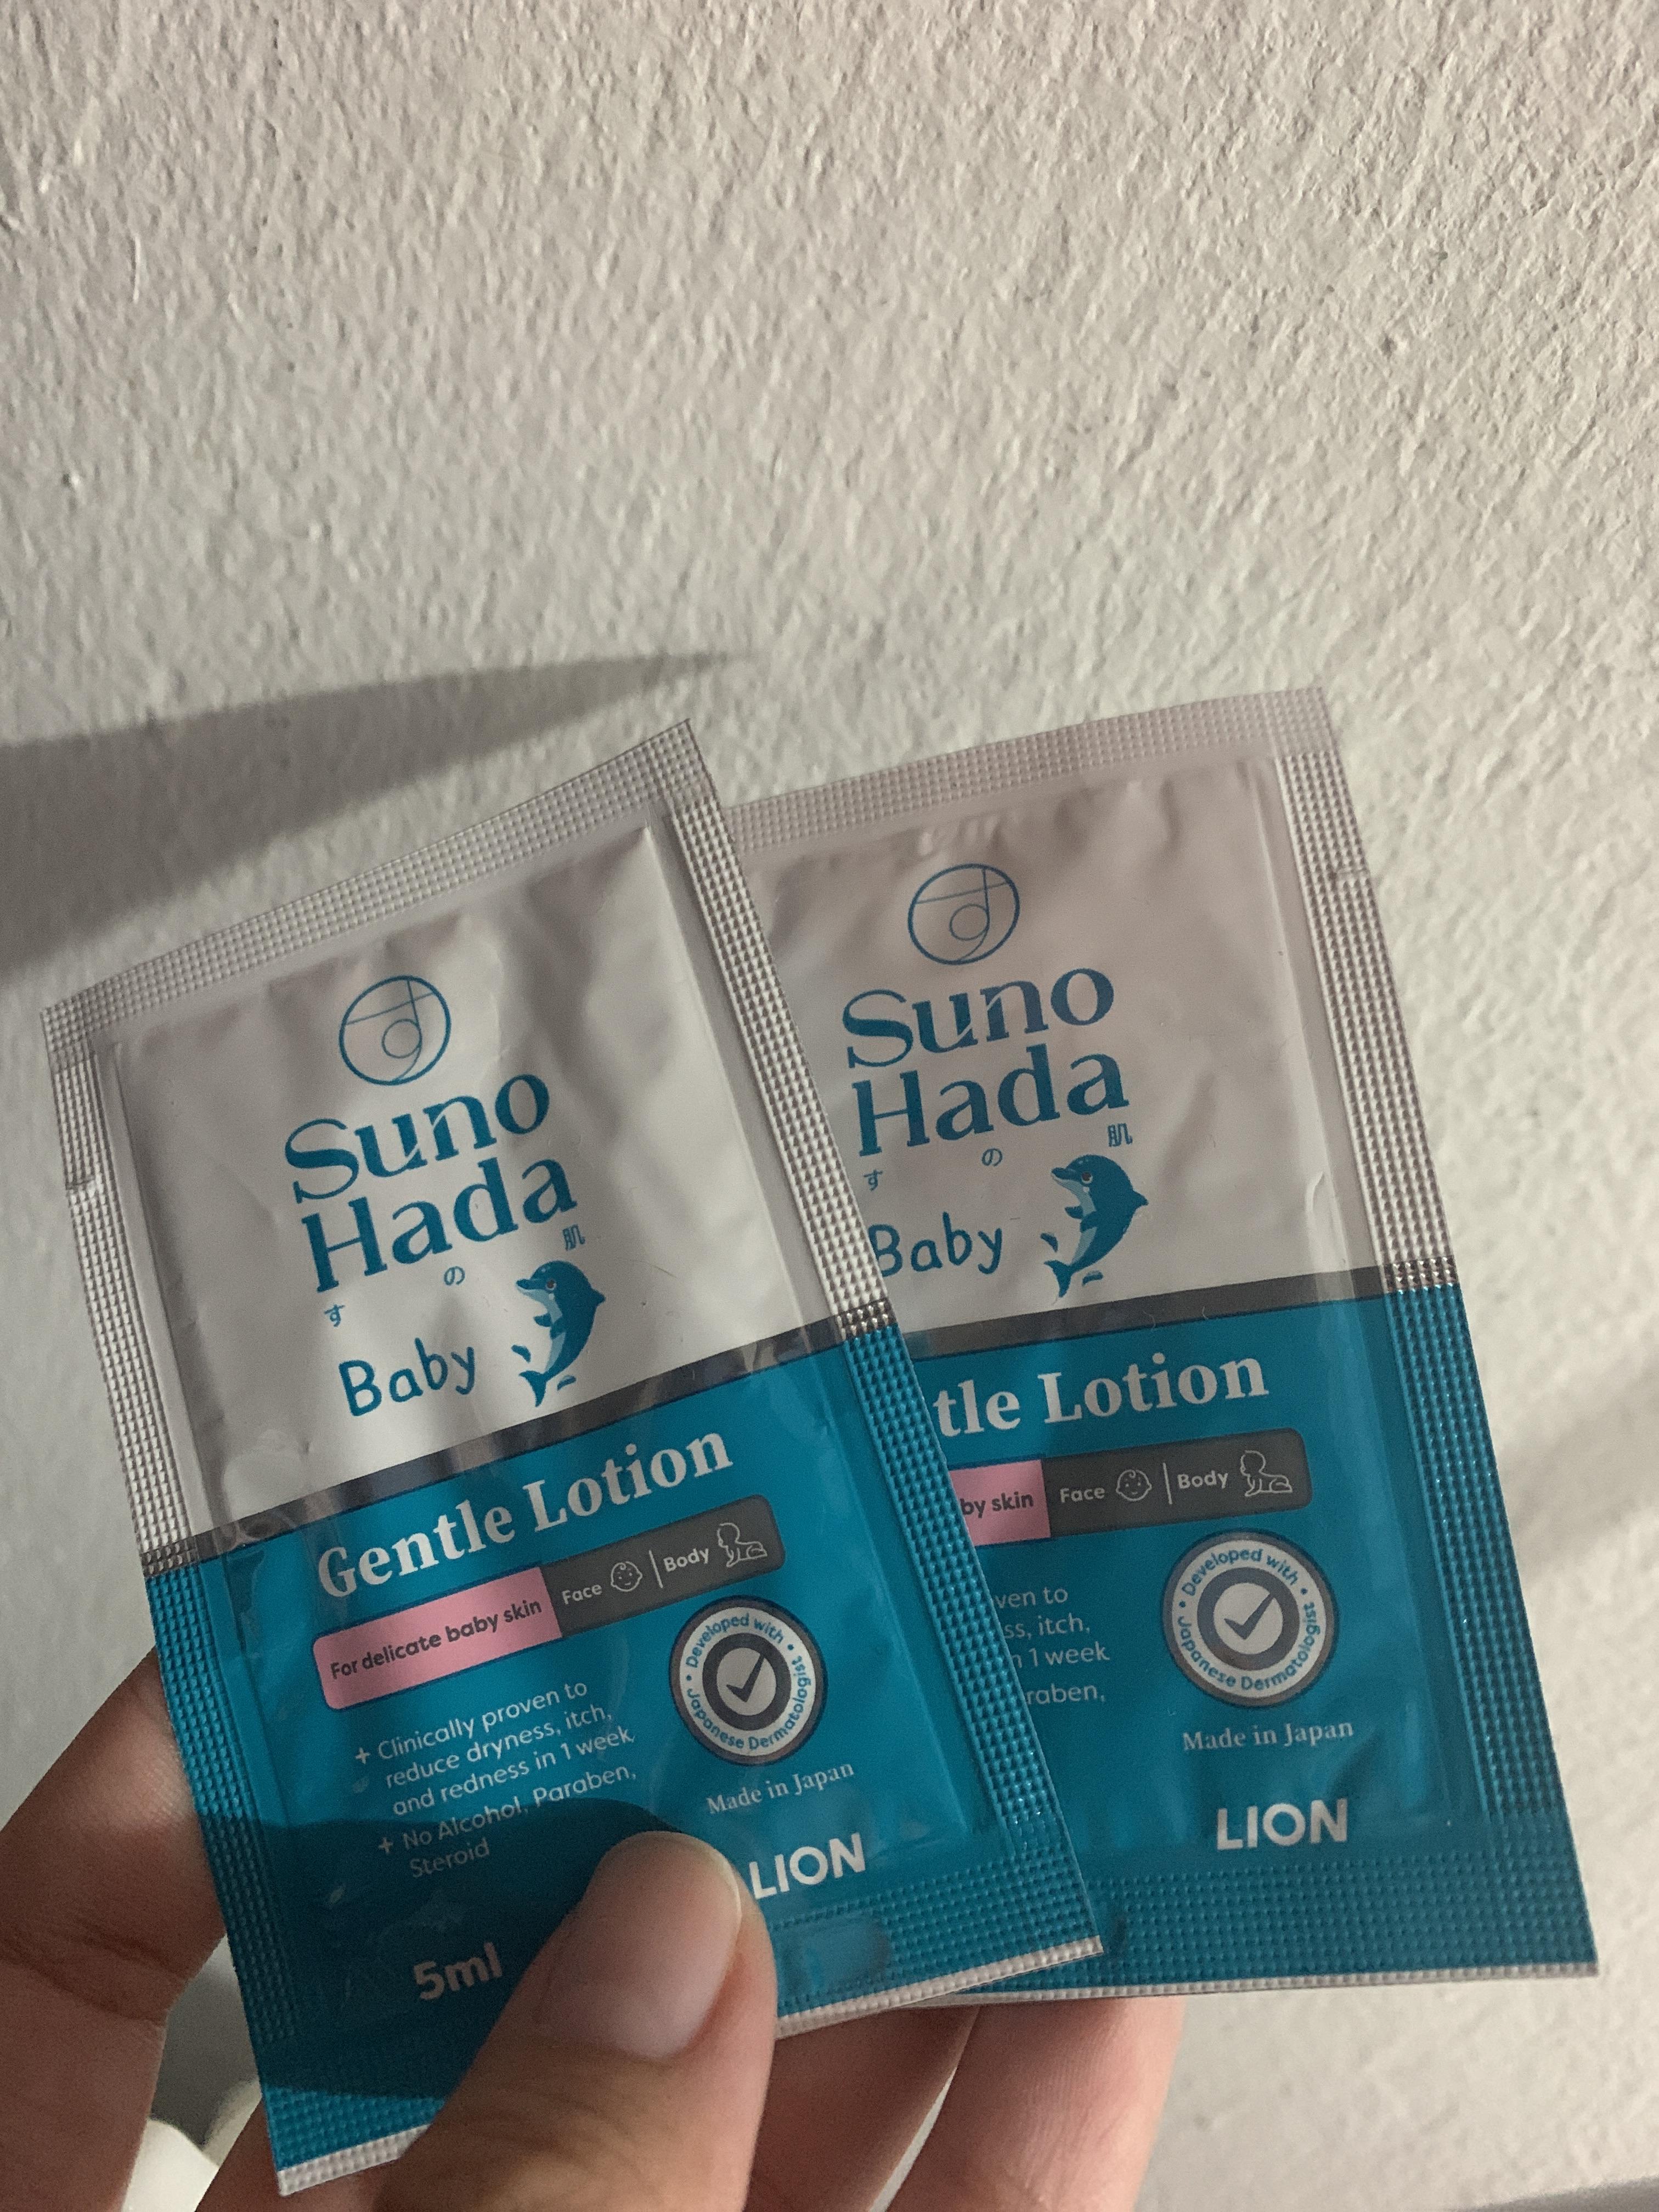 Suno
Hada
すの肌
Baby
Gentle Lotion
For delicate baby skin
Face | Body
+ Clinically proven to
reduce dryness, itch,
and redness in 1 week
+ No Alcohol, Paraben,
Steroid
• Developed with •
Japanese Dermatologist
Made in Japan
LION
5ml
Suno
Hada
すの肌
Baby
tle Lotion
by skin
Face | Body
ven to
ss, itch,
1 week
raben,
• Developed with •
Japanese Dermatologist
Made in Japan
LION